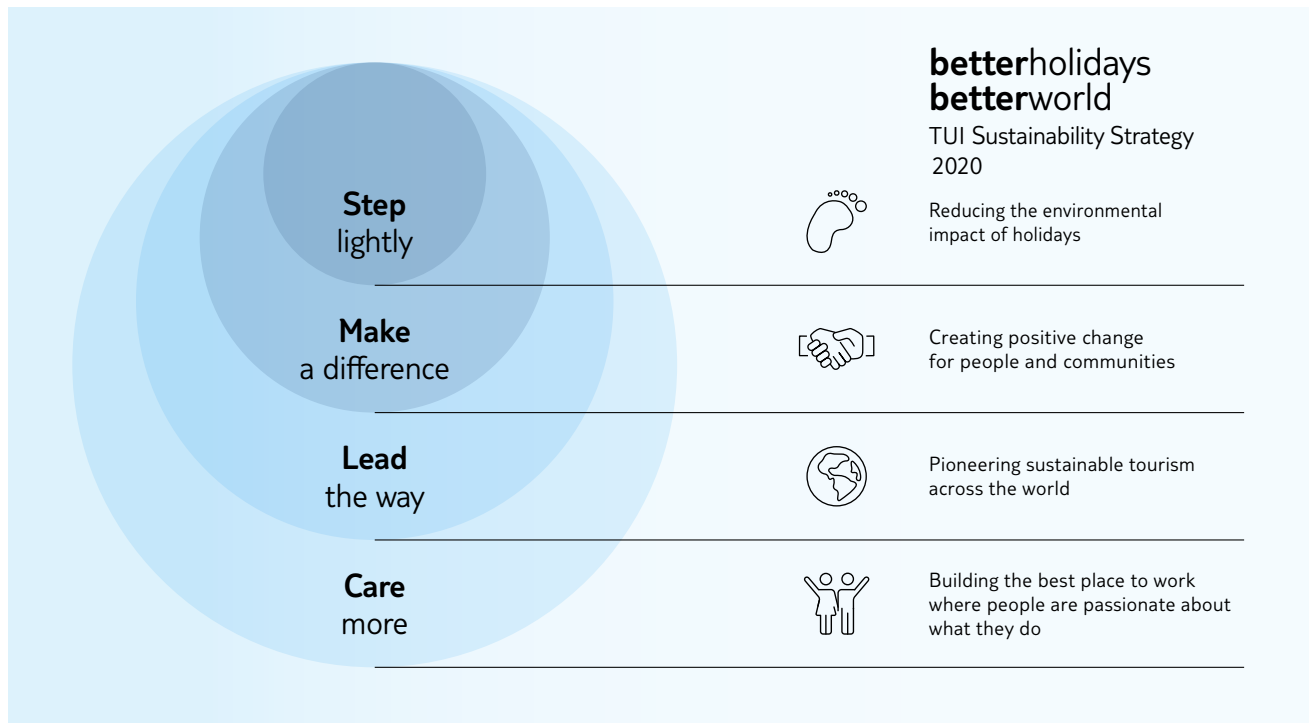 betterholidays
betterworld
TUI Sustainability Strategy
2020
Step
lightly
Reducing the environmental
impact of holidays
Make
a difference
Creating positive change
for people and communities
Lead
the way
Pioneering sustainable tourism
across the world
Care
more
Building the best place to work
where people are passionate about
what they do